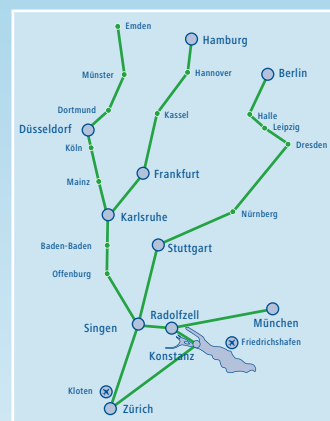 Emden
Hamburg
Münster
Hannover
Berlin
Dortmund
Kassel
Halle
Düsseldorf
Leipzig
Köln
Dresden
Mainz
Frankfurt
Karlsruhe
Nürnberg
Baden-Baden
Stuttgart
Offenburg
Radolfzell
Singen
München
Konstanz
Friedrichshafen
Kloten
Zürich